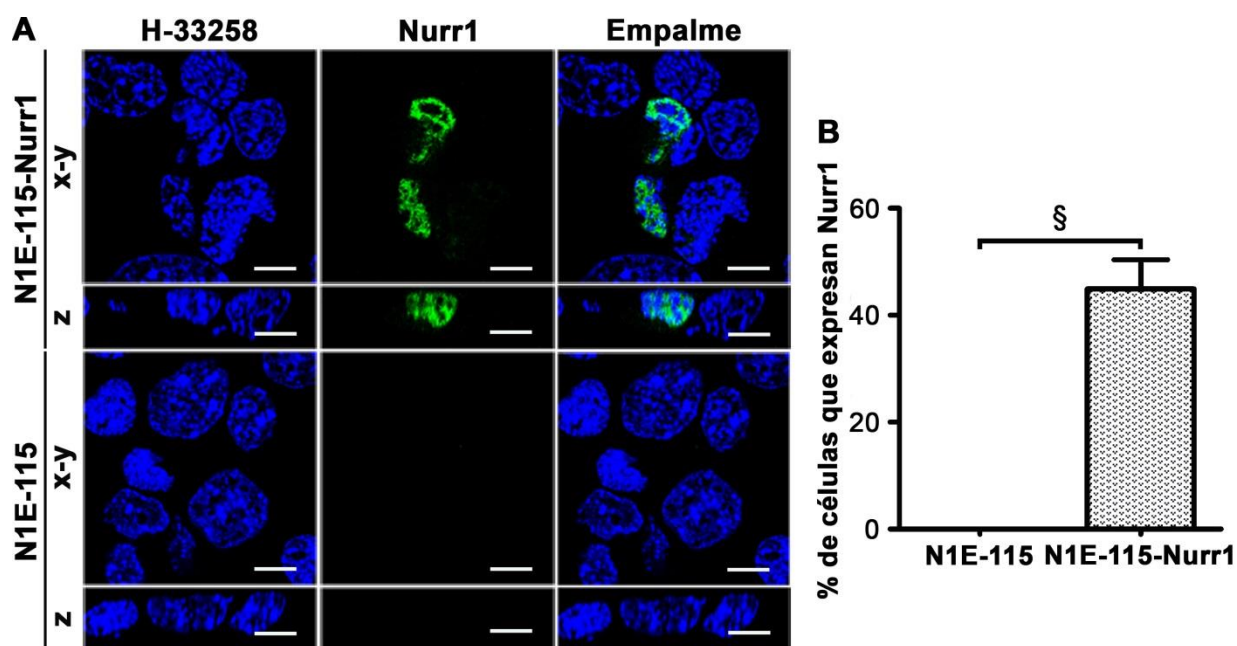 A
H-33258
Nurr1
Empalme
N1E-115-Nurr1
x-y
z
N1E-115
x-y
z
B
% de células que expresan Nurr1
60
40
20
0
§
N1E-115
N1E-115-Nurr1